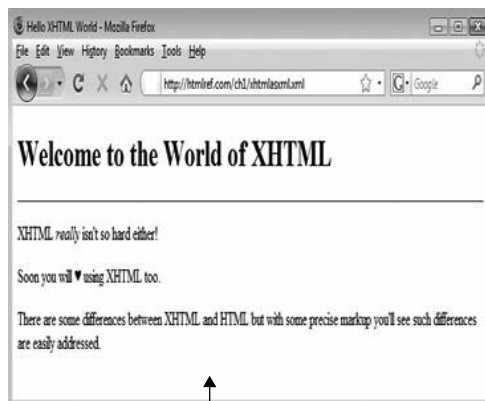 Hello XHTML World - Mozilla Firefox
File Edit View History Bookmarks Tools Help
http://htmlref.com/ch1/xhtmlasxml.xml
G Google
Welcome to the World of XHTML
XHTML really isn't so hard either!
Soon you will ♥ using XHTML too.
There are some differences between XHTML and HTML but with some precise markup you'll see such differences
are easily addressed.